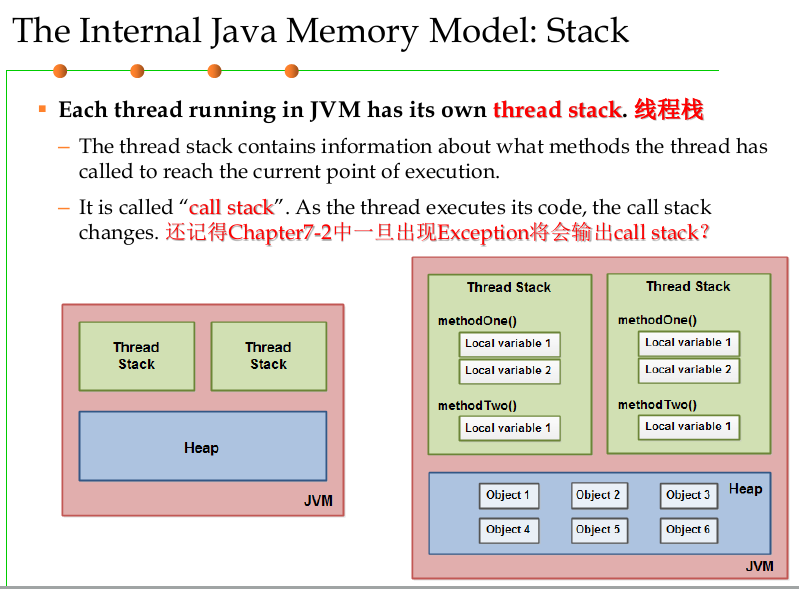 The Internal Java Memory Model: Stack
Each thread running in JVM has its own thread stack. 线程栈
– The thread stack contains information about what methods the thread has
called to reach the current point of execution.
– It is called “call stack”. As the thread executes its code, the call stack
changes. 还记得Chapter7-2中一旦出现Exception将会输出call stack?
Thread
Stack
Thread
Stack
Heap
JVM
Thread Stack
methodOne()
Local variable 1
Local variable 2
methodTwo()
Local variable 1
Thread Stack
methodOne()
Local variable 1
Local variable 2
methodTwo()
Local variable 1
Heap
Object 1
Object 2
Object 3
Object 4
Object 5
Object 6
JVM